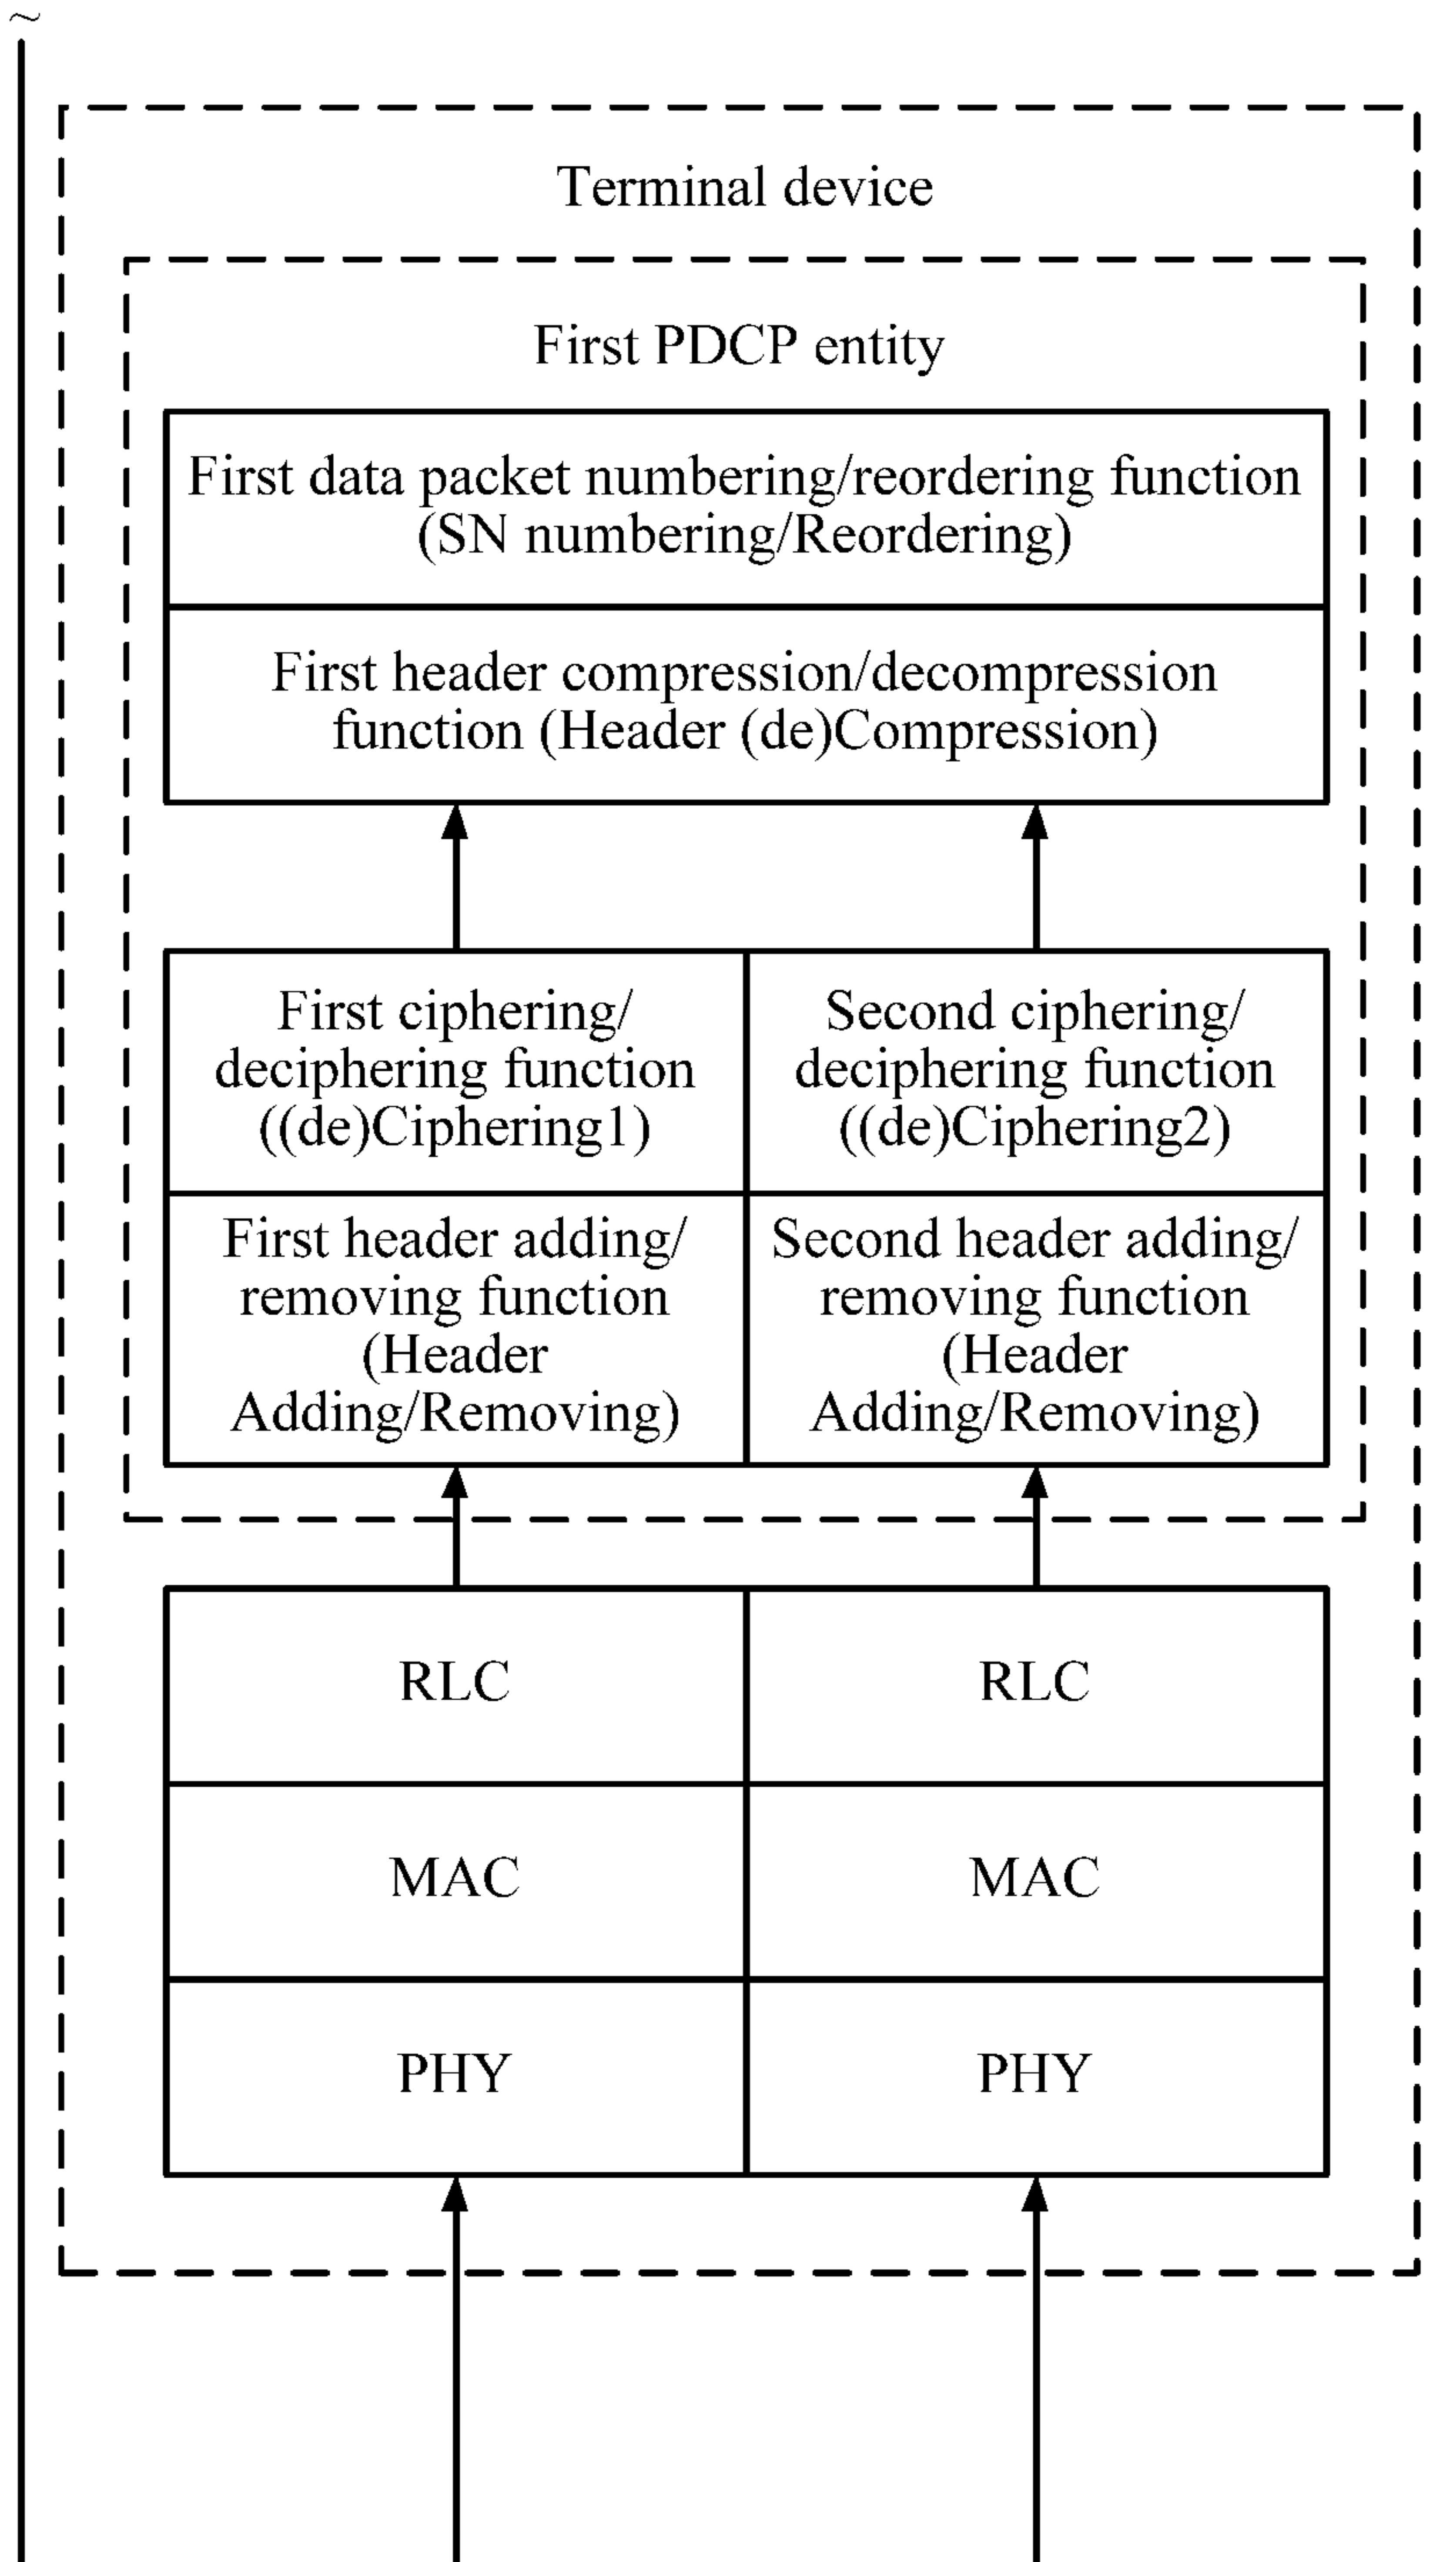 ~
Terminal device
First PDCP entity
First data packet numbering/reordering function
(SN numbering/Reordering)
First header compression/decompression
function (Header (de)Compression)
First ciphering/
deciphering function
((de)Ciphering1)
Second ciphering/
deciphering function
((de)Ciphering2)
First header adding/
removing function
(Header
Adding/Removing)
Second header adding/
removing function
(Header
Adding/Removing)
RLC
RLC
MAC
MAC
PHY
PHY